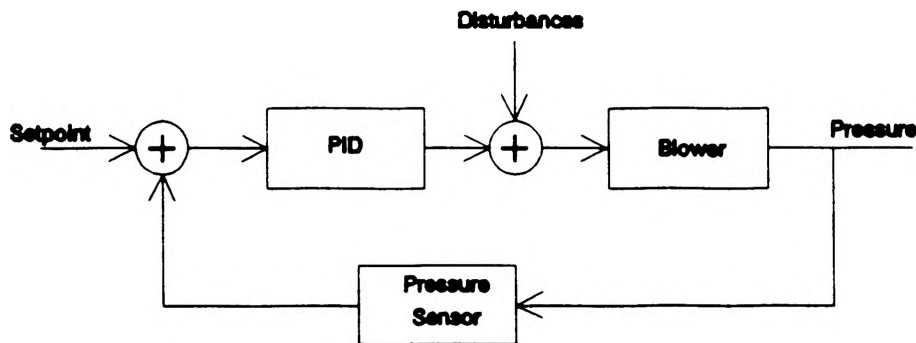 Disturbances
Setpoint
+
PID
+
Blower
Pressure
Pressure
Sensor